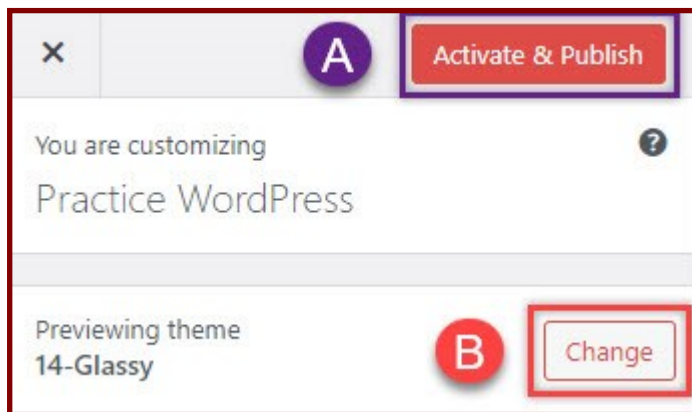 A
Activate & Publish
You are customizing
Practice WordPress
Previewing theme
14-Glassy
B
Change